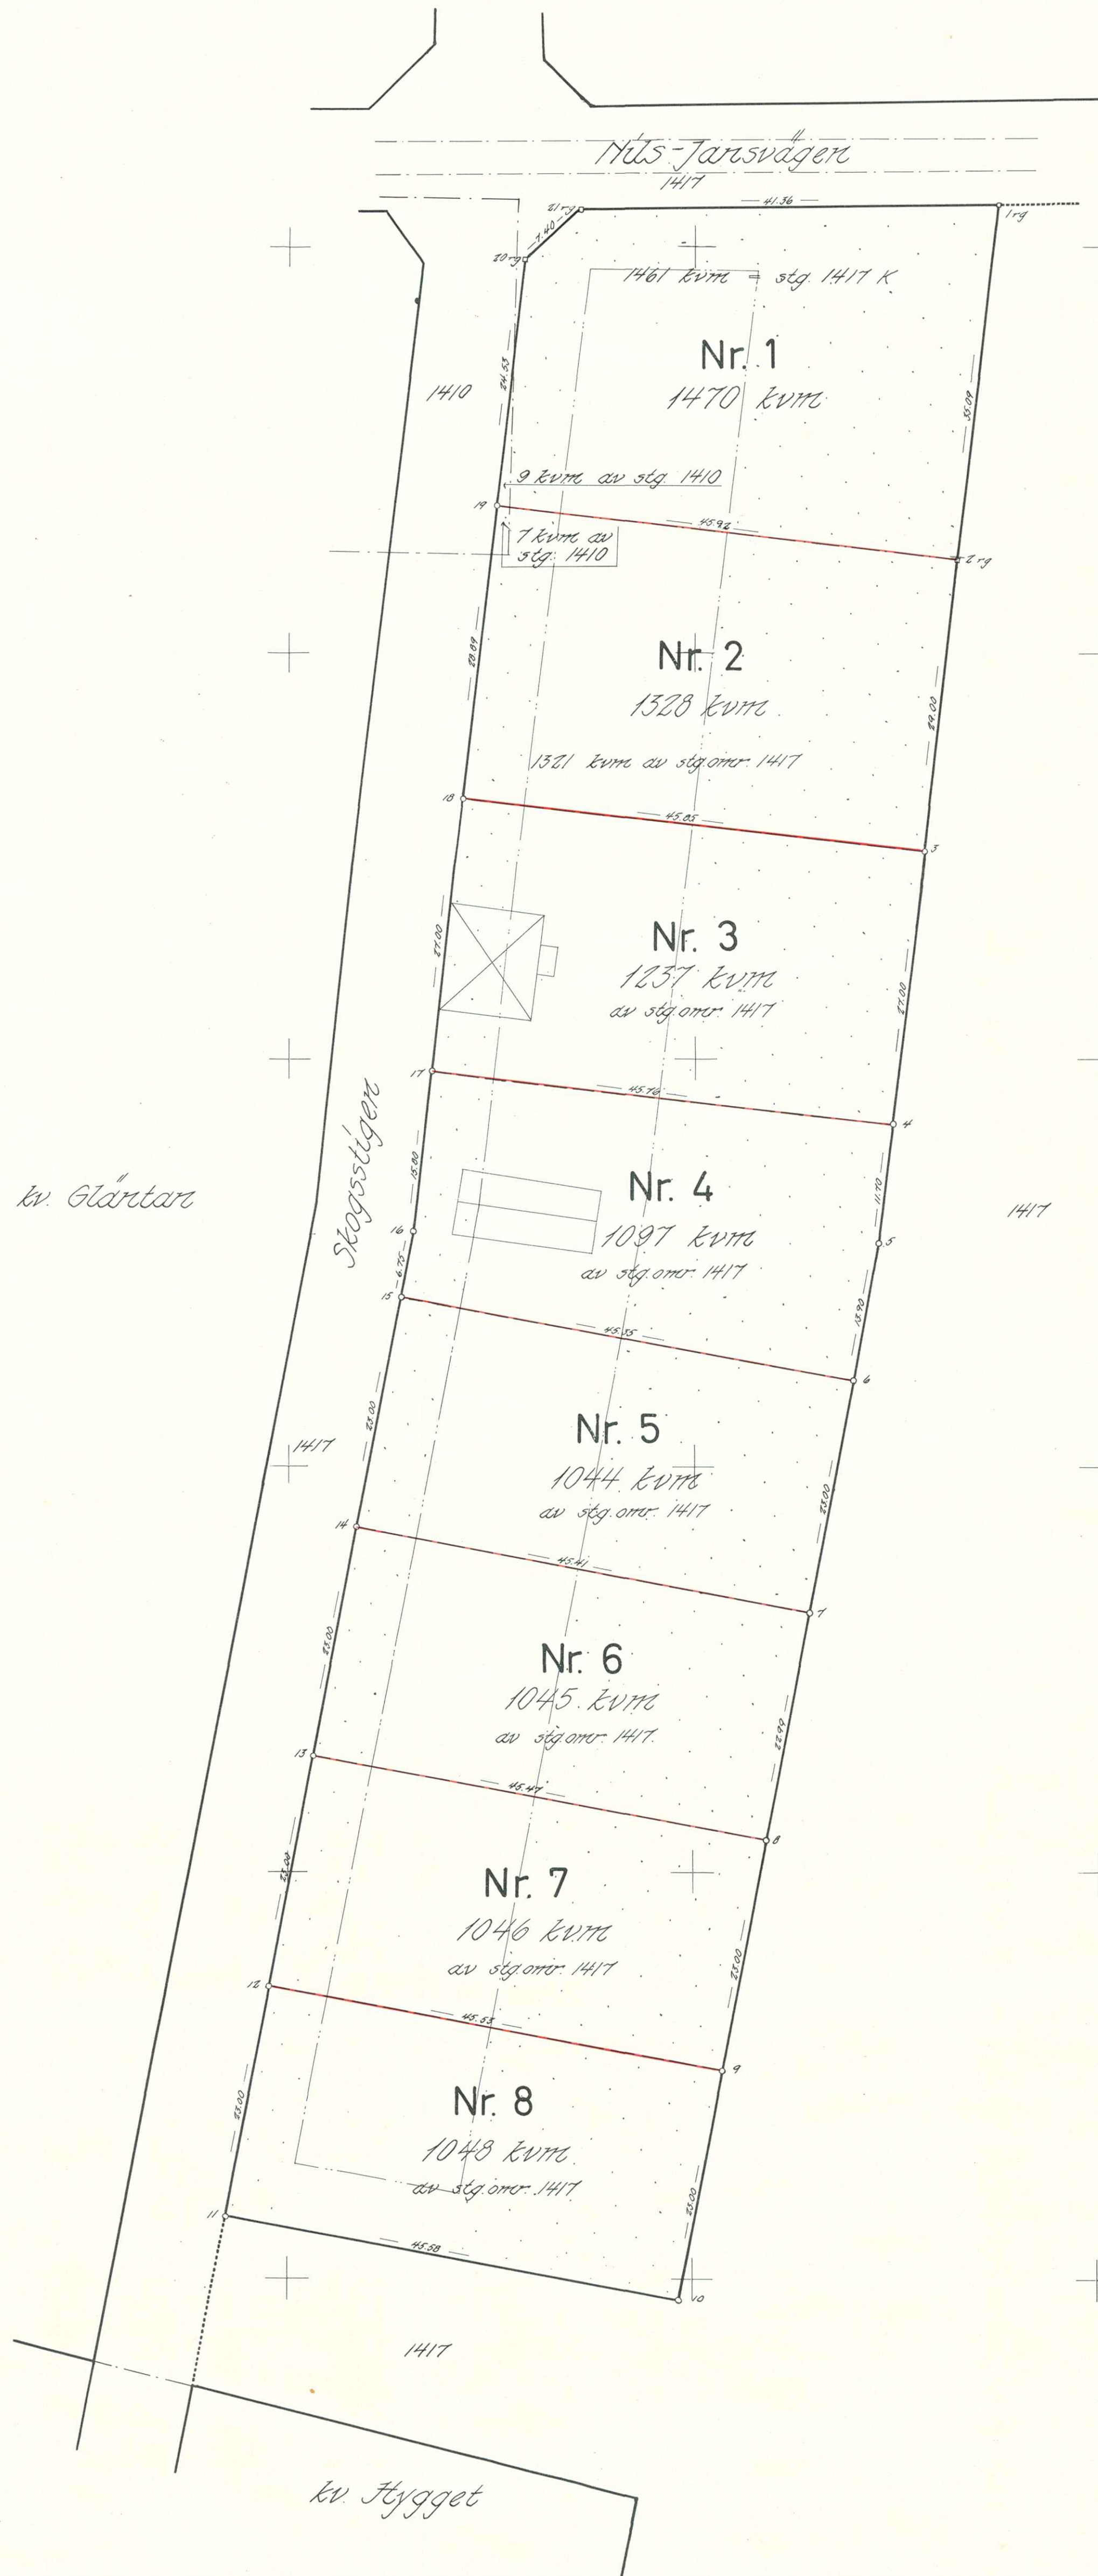 Nils-Jansvägen
1417
21 rg
41.36
1 rg
7.40
20 rg
1461 kvm = stg. 1417 K
Nr. 1
1470 kvm
24.53
35.09
1410
9 kvm av stg. 1410
19
45.92
2 rg
7 kvm av
stg. 1410
Nr. 2
1328 kvm
28.89
29.00
1321 kvm av stg.omr. 1417
18
45.85
3
Nr. 3
1237 kvm
av stg.omr. 1417
27.00
27.00
17
45.76
4
Skogsstigen
15.80
11.70
Nr. 4
1097 kvm
av stg.omr. 1417
kv. Gläntan
1417
16
5
6.75
13.90
15
45.35
6
Nr. 5
1044 kvm
av stg.omr. 1417
23.00
23.00
1417
14
45.41
7
Nr. 6
1045 kvm
av stg.omr. 1417
23.00
22.99
13
45.47
8
Nr. 7
1046 kvm
av stg.omr. 1417
23.00
23.00
12
45.53
9
Nr. 8
1048 kvm
av stg.omr. 1417
23.00
23.00
11
45.58
10
1417
kv. Hygget